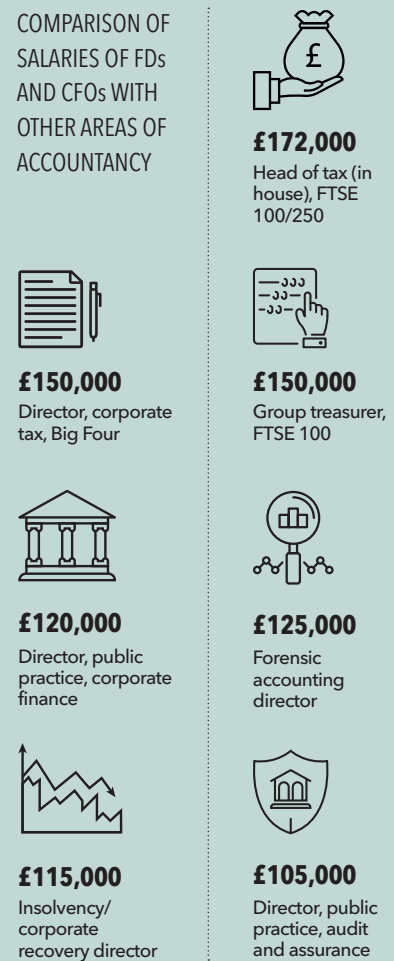 COMPARISON OF
SALARIES OF FDs
AND CFOs WITH
OTHER AREAS OF
ACCOUNTANCY
£
£172,000
Head of tax (in
house), FTSE
100/250
£150,000
Director, corporate
tax, Big Four
£150,000
Group treasurer,
FTSE 100
£120,000
Director, public
practice, corporate
finance
£125,000
Forensic
accounting
director
£115,000
Insolvency/
corporate
recovery director
£105,000
Director, public
practice, audit
and assurance